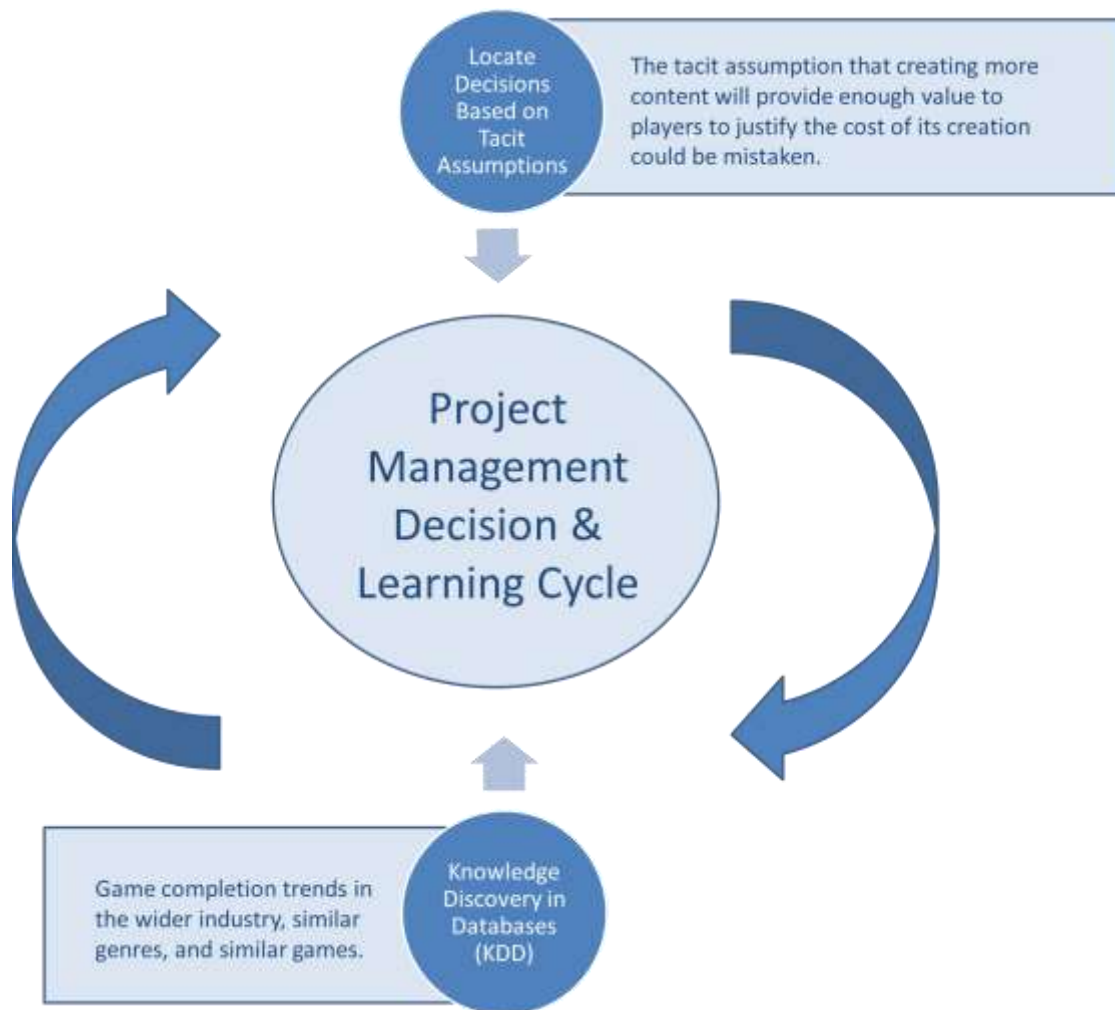 Locate
Decisions
Based on
Tacit
Assumptions
The tacit assumption that creating more
content will provide enough value to
players to justify the cost of its creation
could be mistaken.
Project
Management
Decision &
Learning Cycle
Game completion trends in
the wider industry, similar
genres, and similar games.
Knowledge
Discovery in
Databases
(KDD)